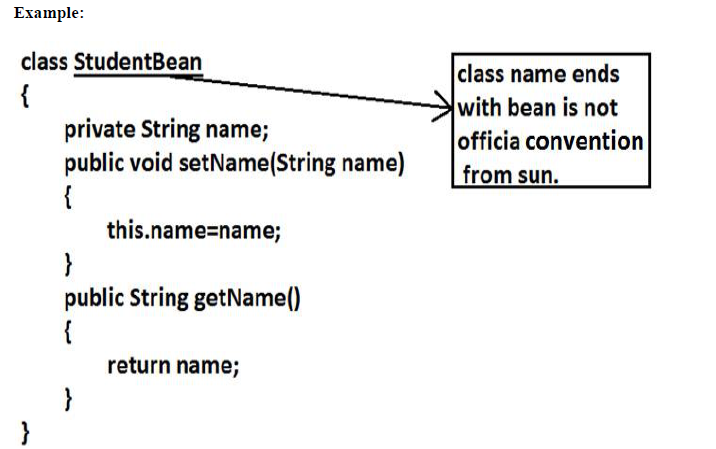 Example:
class StudentBean
{
private String name;
public void setName(String name)
{
this.name=name;
}
public String getName()
{
return name;
}
}
class name ends
with bean is not
officia convention
from sun.